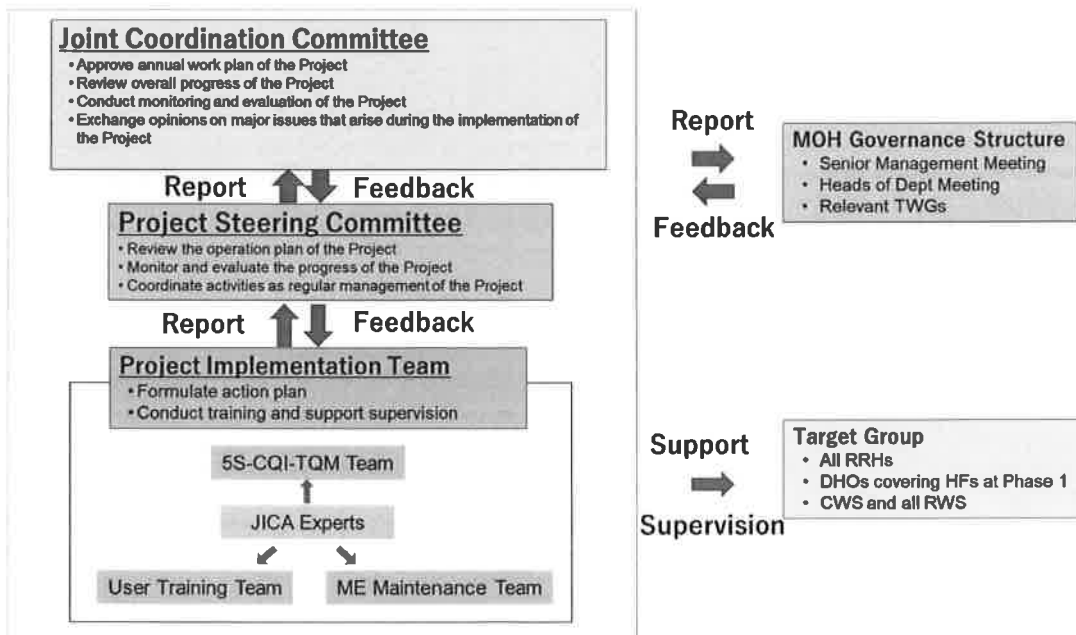 Joint Coordination Committee
• Approve annual work plan of the Project
• Review overall progress of the Project
• Conduct monitoring and evaluation of the Project
• Exchange opinions on major issues that arise during the implementation of
the Project
Report Feedback
Project Steering Committee
• Review the operation plan of the Project
• Monitor and evaluate the progress of the Project
• Coordinate activities as regular management of the Project
Report Feedback
Project Implementation Team
• Formulate action plan
• Conduct training and support supervision
5S-CQI-TQM Team
JICA Experts
User Training Team
ME Maintenance Team
Report
Feedback
MOH Governance Structure
• Senior Management Meeting
• Heads of Dept Meeting
• Relevant TWGs
Support
Supervision
Target Group
• All RRHs
• DHOs covering HFs at Phase 1
• CWS and all RWS